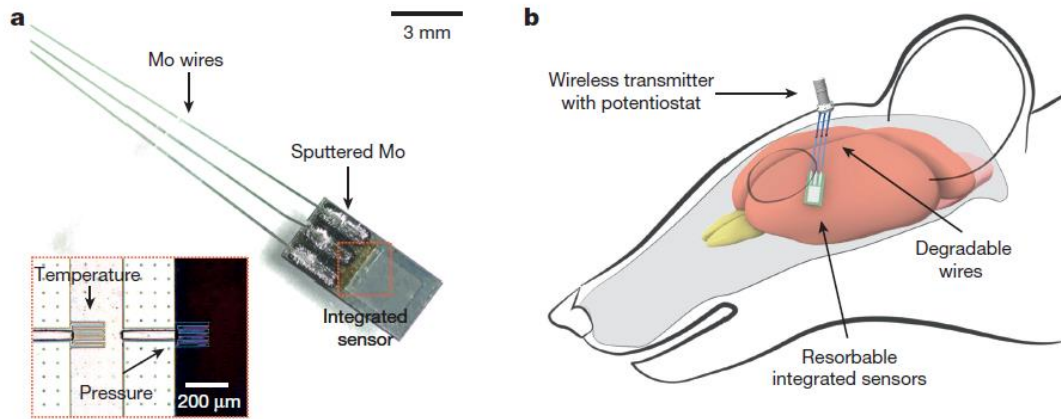 a
3 mm
Mo wires
Sputtered Mo
Temperature
Integrated
sensor
Pressure
200 μm
b
Wireless transmitter
with potentiostat
Degradable
wires
Resorbable
integrated sensors